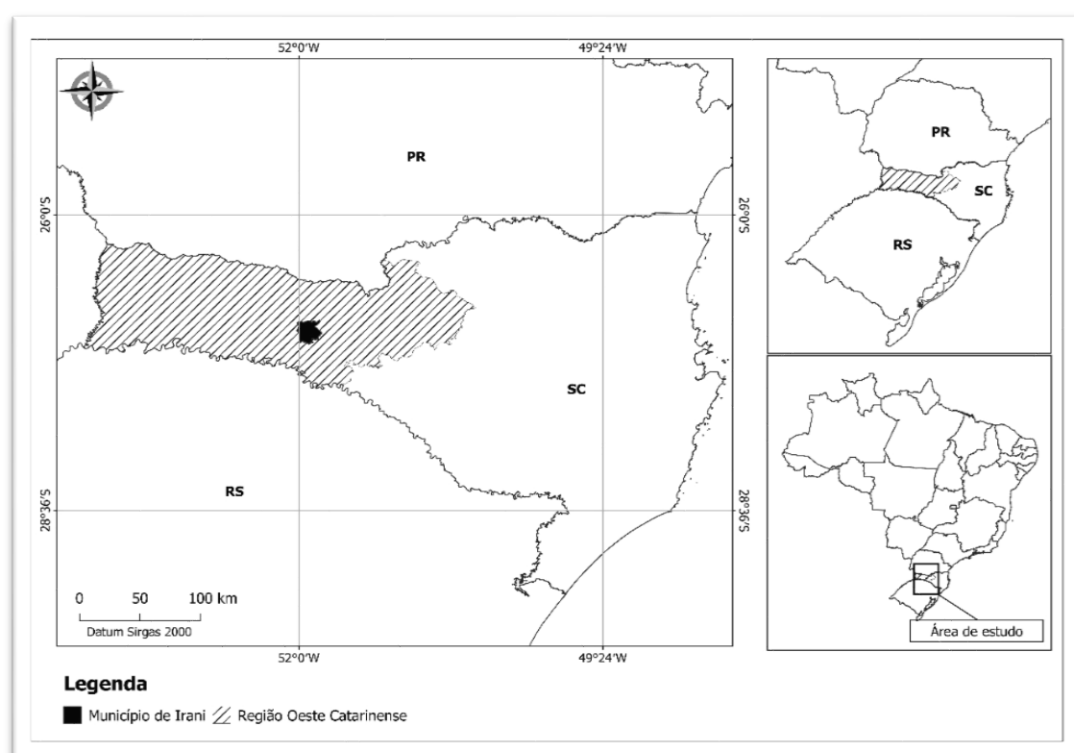 52°0'W 49°24'W
PR
26°0'S 26°0'S
SC
RS
28°36'S 28°36'S
0 50 100 km
Datum Sirgas 2000
52°0'W 49°24'W
PR
SC
RS
Área de estudo
Legenda
Município de Irani Região Oeste Catarinense